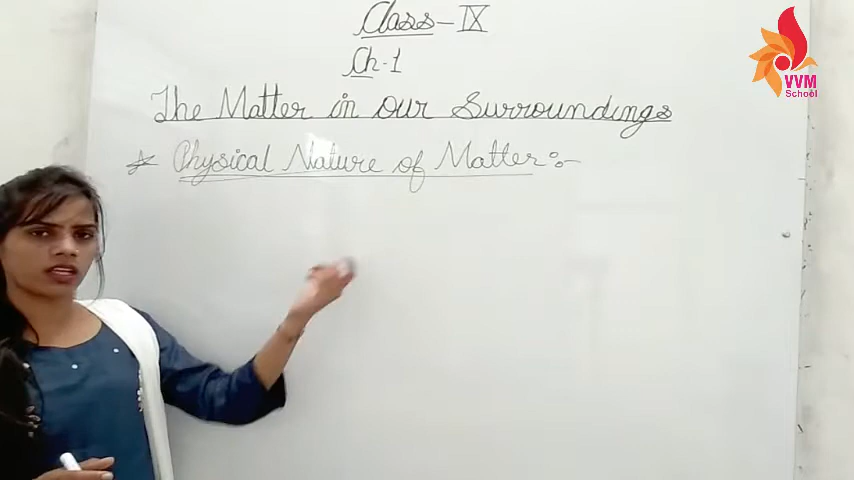 Class-IX
Ch-1
The Matter in our Surroundings
* Physical Nature of Matter:-
VVM
School